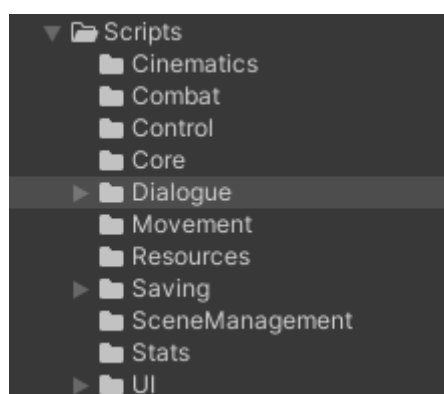 Scripts
Cinematics
Combat
Control
Core
Dialogue
Movement
Resources
Saving
SceneManagement
Stats
UI